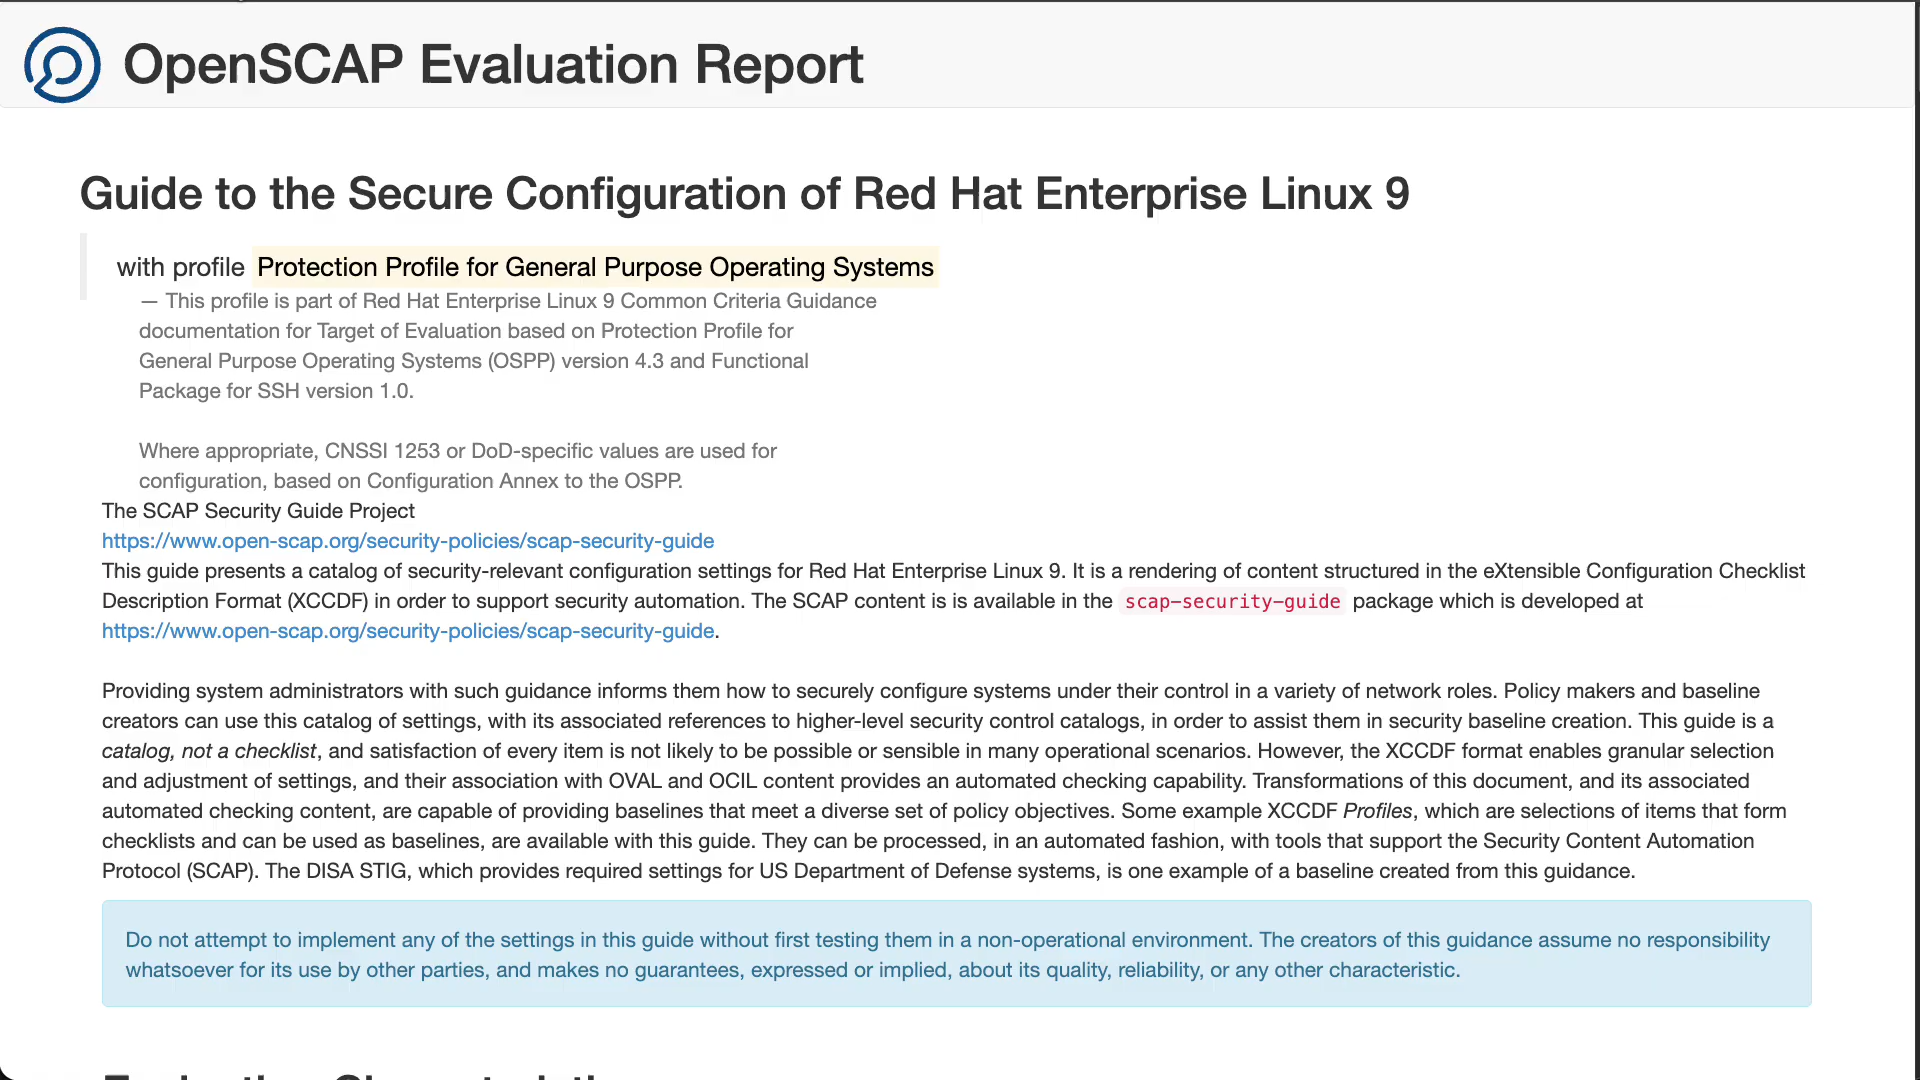 OpenSCAP Evaluation Report
Guide to the Secure Configuration of Red Hat Enterprise Linux 9
with profile Protection Profile for General Purpose Operating Systems
— This profile is part of Red Hat Enterprise Linux 9 Common Criteria Guidance
documentation for Target of Evaluation based on Protection Profile for
General Purpose Operating Systems (OSPP) version 4.3 and Functional
Package for SSH version 1.0.
Where appropriate, CNSSI 1253 or DoD-specific values are used for
configuration, based on Configuration Annex to the OSPP.
The SCAP Security Guide Project
https://www.open-scap.org/security-policies/scap-security-guide
This guide presents a catalog of security-relevant configuration settings for Red Hat Enterprise Linux 9. It is a rendering of content structured in the eXtensible Configuration Checklist
Description Format (XCCDF) in order to support security automation. The SCAP content is is available in the scap-security-guide package which is developed at
https://www.open-scap.org/security-policies/scap-security-guide.
Providing system administrators with such guidance informs them how to securely configure systems under their control in a variety of network roles. Policy makers and baseline
creators can use this catalog of settings, with its associated references to higher-level security control catalogs, in order to assist them in security baseline creation. This guide is a
catalog, not a checklist, and satisfaction of every item is not likely to be possible or sensible in many operational scenarios. However, the XCCDF format enables granular selection
and adjustment of settings, and their association with OVAL and OCIL content provides an automated checking capability. Transformations of this document, and its associated
automated checking content, are capable of providing baselines that meet a diverse set of policy objectives. Some example XCCDF Profiles, which are selections of items that form
checklists and can be used as baselines, are available with this guide. They can be processed, in an automated fashion, with tools that support the Security Content Automation
Protocol (SCAP). The DISA STIG, which provides required settings for US Department of Defense systems, is one example of a baseline created from this guidance.
Do not attempt to implement any of the settings in this guide without first testing them in a non-operational environment. The creators of this guidance assume no responsibility
whatsoever for its use by other parties, and makes no guarantees, expressed or implied, about its quality, reliability, or any other characteristic.